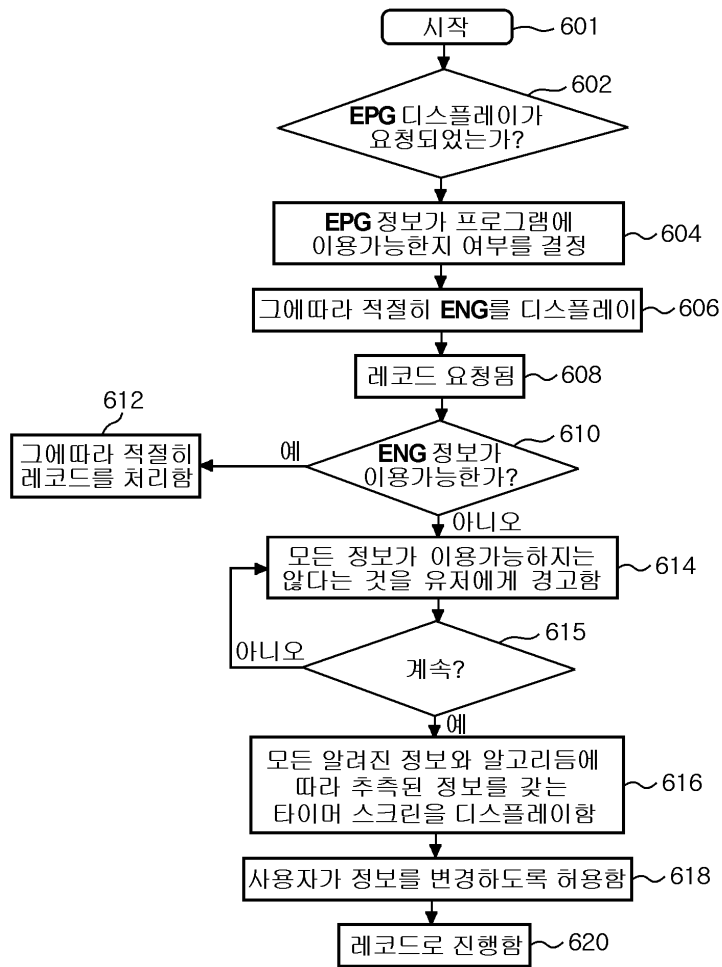 시작
601
602
EPG 디스플레이가
요청되었는가?
EPG 정보가 프로그램에
이용가능한지 여부를 결정
604
그에따라 적절히 ENG를 디스플레이
606
레코드 요청됨
608
612
610
그에따라 적절히
레코드를 처리함
예
ENG 정보가
이용가능한가?
아니오
모든 정보가 이용가능하지는
않다는 것을 유저에게 경고함
614
615
아니오
계속?
예
모든 알려진 정보와 알고리듬에
따라 추측된 정보를 갖는
타이머 스크린을 디스플레이함
616
사용자가 정보를 변경하도록 허용함
618
레코드로 진행함
620